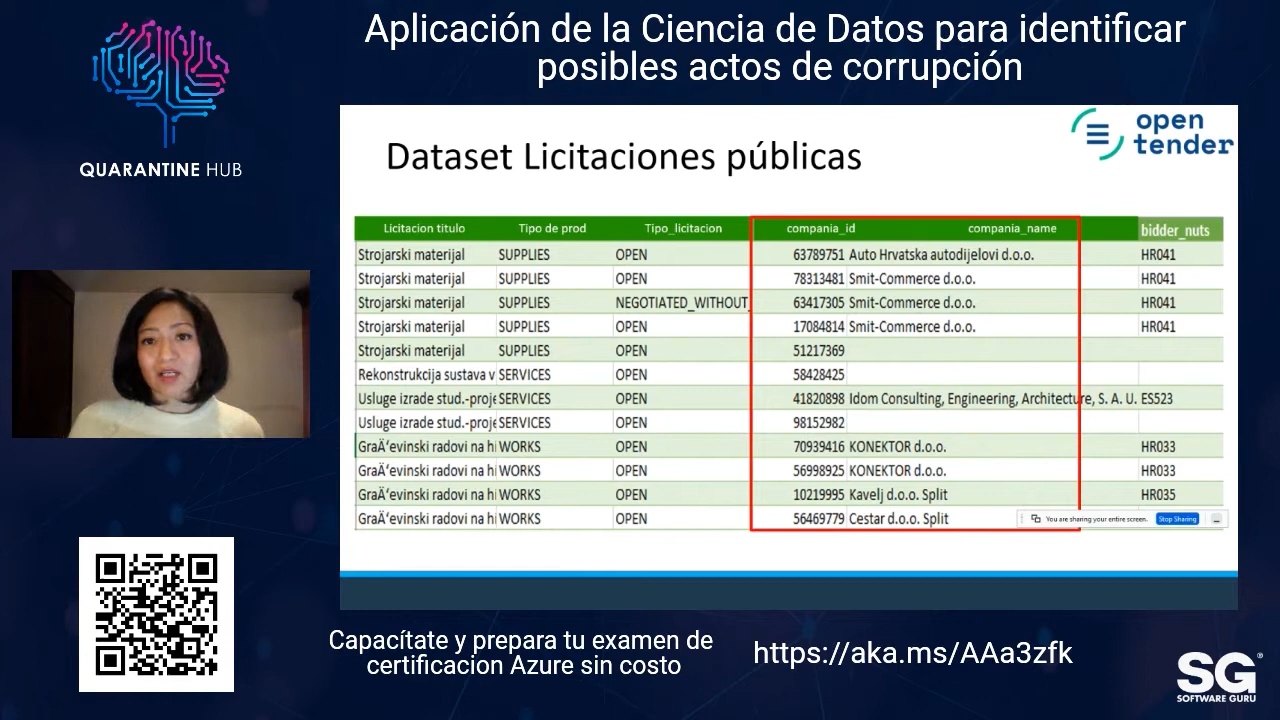 Aplicación de la Ciencia de Datos para identificar
posibles actos de corrupción
QUARANTINE HUB
open
tender
Dataset Licitaciones públicas
Licitacion titulo Tipo de prod Tipo_licitacion compania_id compania_name bidder_nuts
Strojarski materijal SUPPLIES OPEN 63789751 Auto Hrvatska autodijelovi d.o.o. HR041
Strojarski materijal SUPPLIES OPEN 78313481 Smit-Commerce d.o.o. HR041
Strojarski materijal SUPPLIES NEGOTIATED_WITHOUT_ 63417305 Smit-Commerce d.o.o. HR041
Strojarski materijal SUPPLIES OPEN 17084814 Smit-Commerce d.o.o. HR041
Strojarski materijal SUPPLIES OPEN 51217369
Rekonstrukcija sustava v SERVICES OPEN 58428425
Usluge izrade stud.-proje SERVICES OPEN 41820898 Idom Consulting, Engineering, Architecture, S. A. U. ES523
Usluge izrade stud.-proje SERVICES OPEN 98152982
GraÄ‘evinski radovi na hi WORKS OPEN 70939416 KONEKTOR d.o.o. HR033
GraÄ‘evinski radovi na hi WORKS OPEN 56998925 KONEKTOR d.o.o. HR033
GraÄ‘evinski radovi na hi WORKS OPEN 10219995 Kavelj d.o.o. Split HR035
GraÄ‘evinski radovi na hi WORKS OPEN 56469779 Cestar d.o.o. Split
You are sharing your entire screen. Stop Sharing
Capacítate y prepara tu examen de
certificacion Azure sin costo
https://aka.ms/AAa3zfk
SG
SOFTWARE GURU